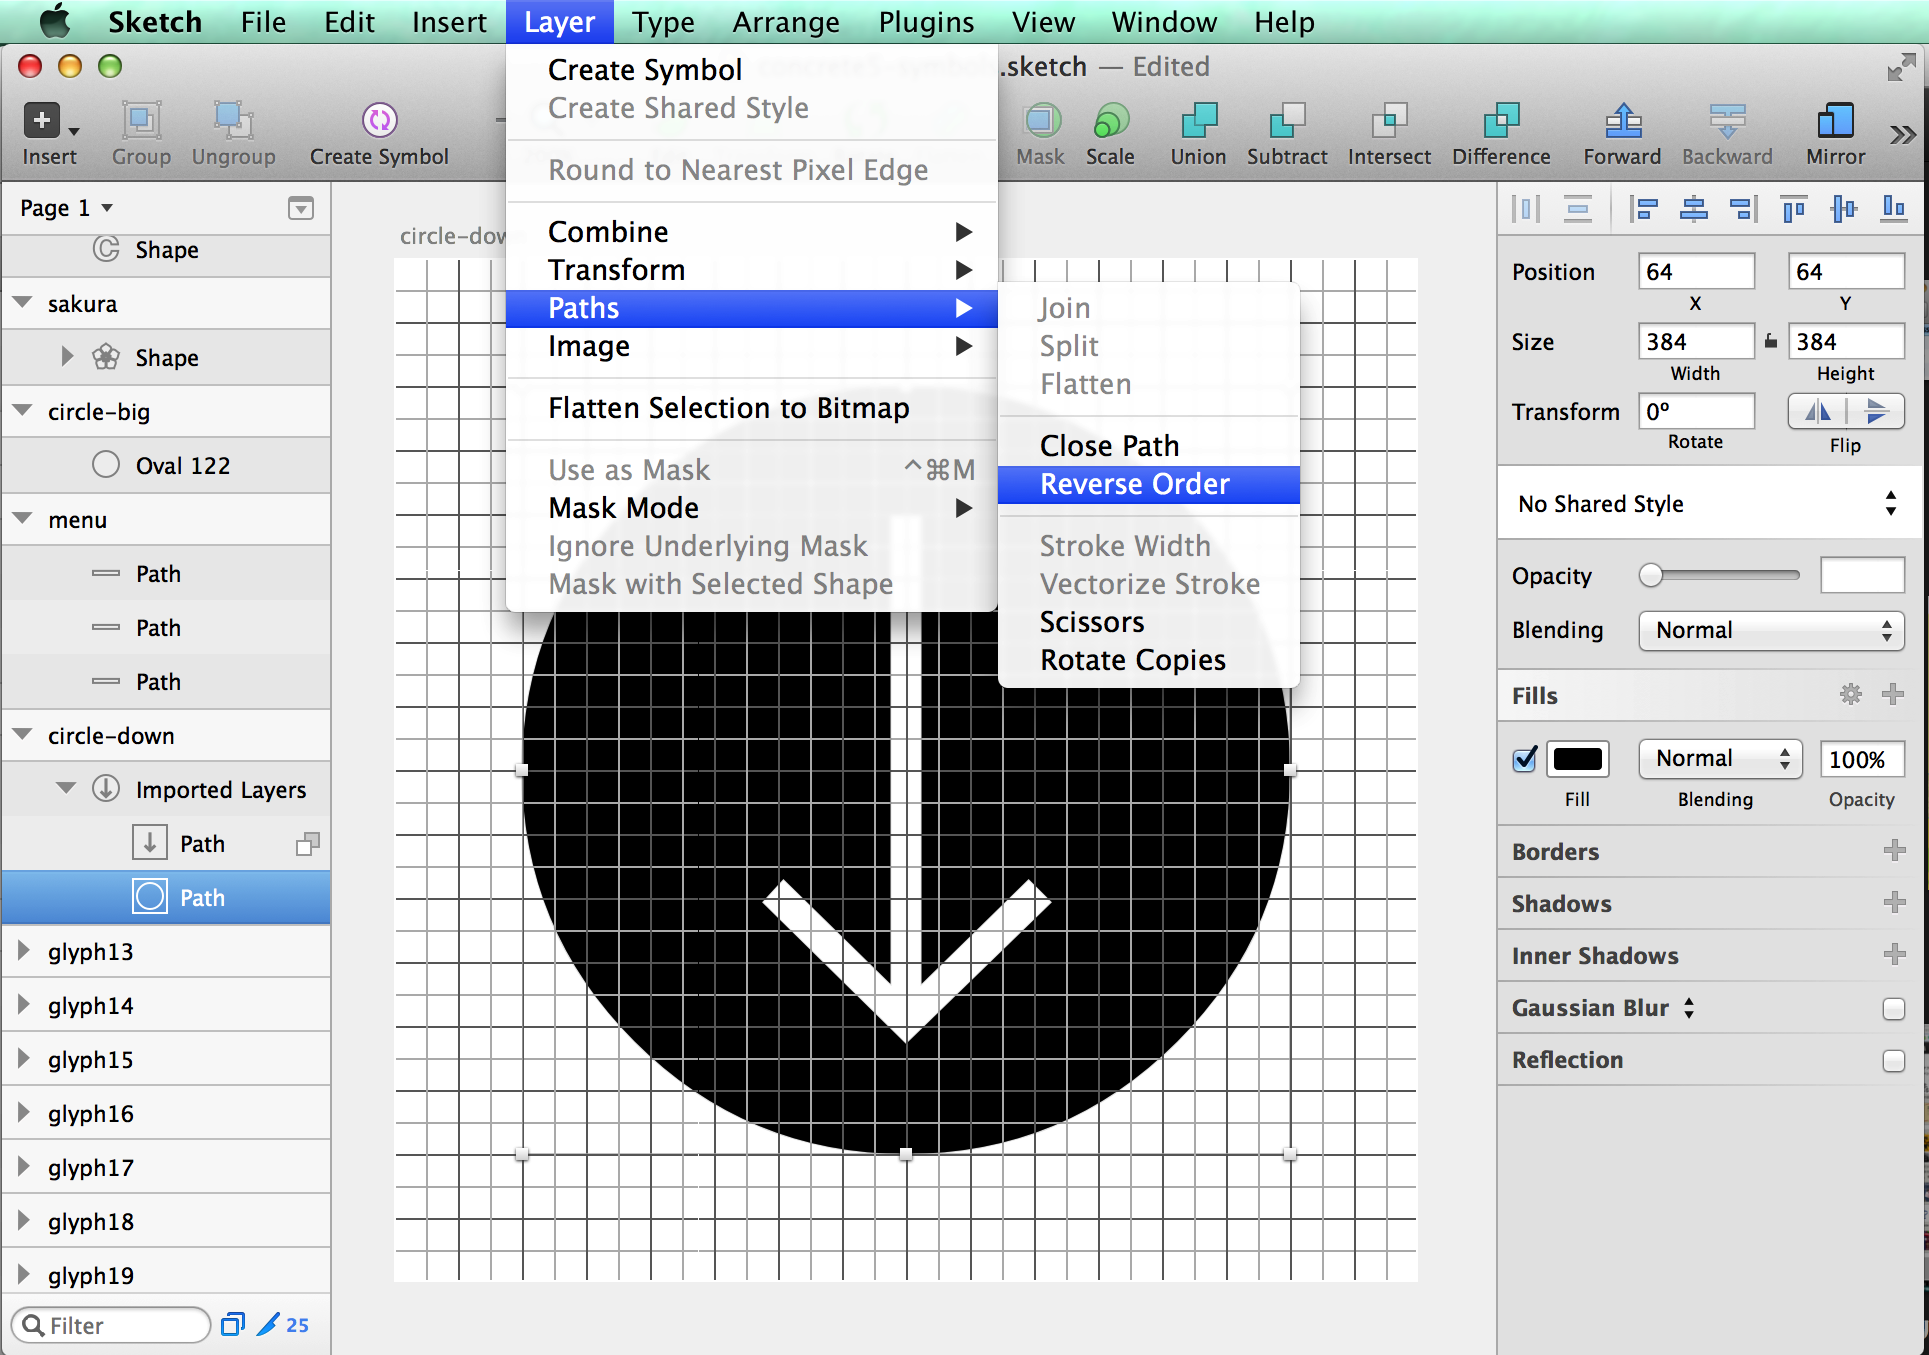 Sketch File Edit Insert Layer Type Arrange Plugins View Window Help
.sketch — Edited
Insert Group Ungroup Create Symbol Mask Scale Union Subtract Intersect Difference Forward Backward Mirror
Create Symbol
Create Shared Style
Round to Nearest Pixel Edge
Combine
Transform
Paths
Image
Flatten Selection to Bitmap
Use as Mask ^⌘M
Mask Mode
Ignore Underlying Mask
Mask with Selected Shape
Join
Split
Flatten
Close Path
Reverse Order
Stroke Width
Vectorize Stroke
Scissors
Rotate Copies
Page 1
Shape
sakura
Shape
circle-big
Oval 122
menu
Path
Path
Path
circle-down
Imported Layers
Path
Path
glyph13
glyph14
glyph15
glyph16
glyph17
glyph18
glyph19
Filter 25
Position 64 64
X Y
Size 384 384
Width Height
Transform 0º
Rotate Flip
No Shared Style
Opacity
Blending Normal
Fills
Normal 100%
Fill Blending Opacity
Borders
Shadows
Inner Shadows
Gaussian Blur
Reflection